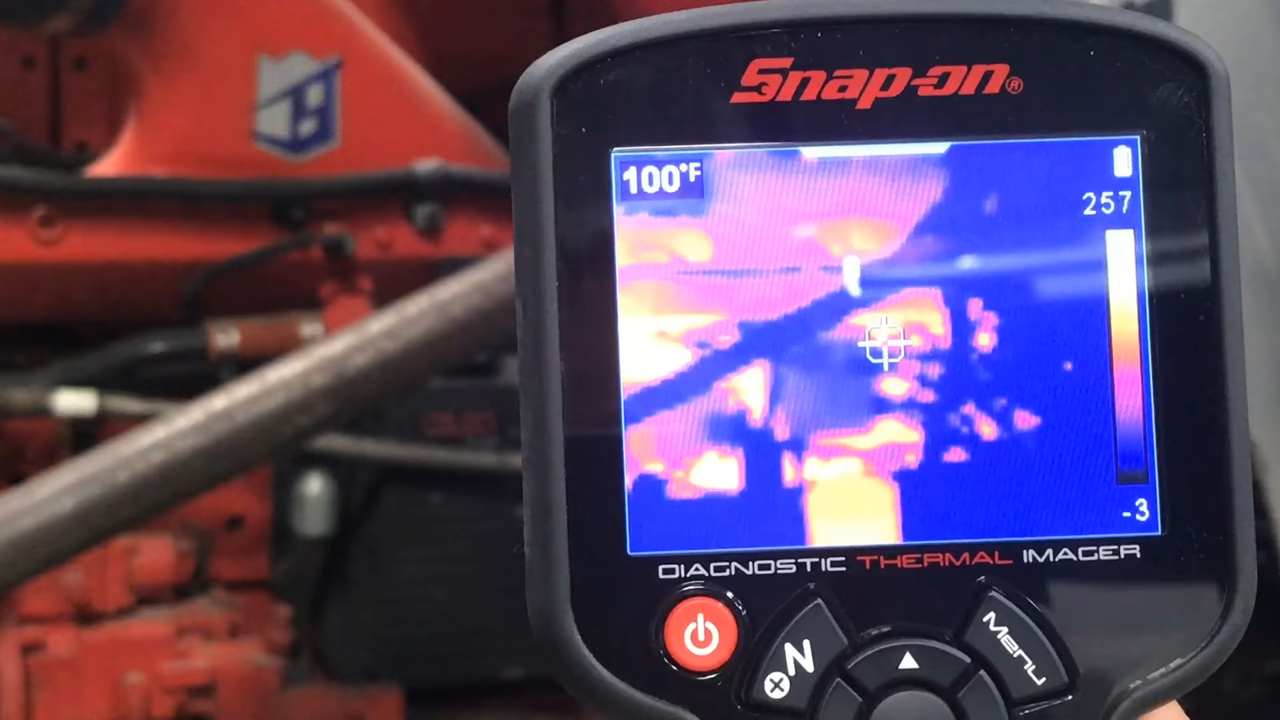 Snap-on®
100°F
257
-3
DIAGNOSTIC THERMAL IMAGER
N
Menu